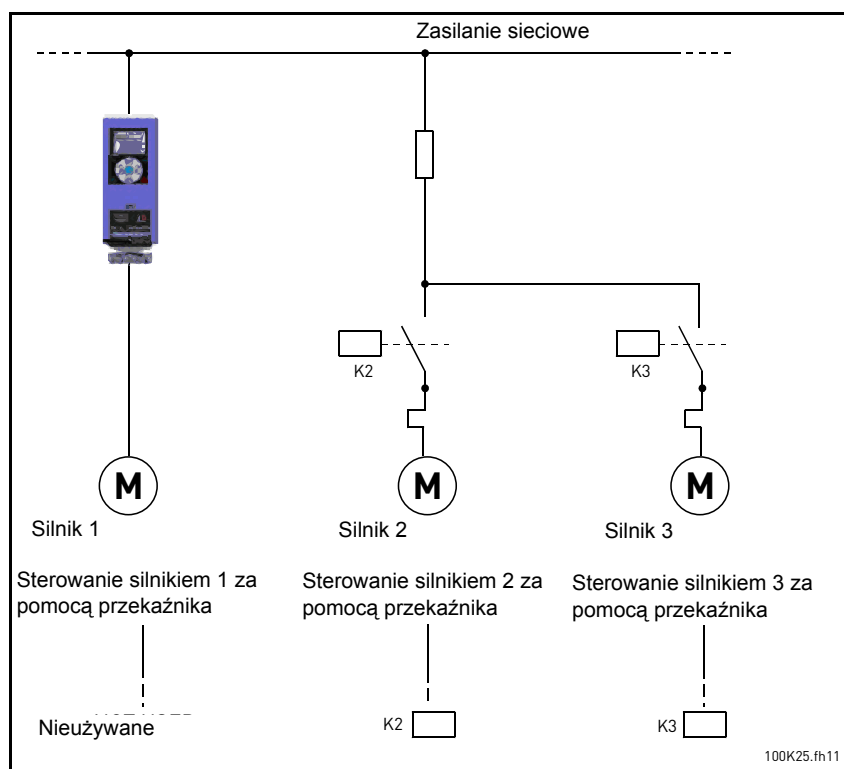 Zasilanie sieciowe
K2
K3
M
M
M
Silnik 1
Silnik 2
Silnik 3
Sterowanie silnikiem 1 za
pomocą przekaźnika
Sterowanie silnikiem 2 za
pomocą przekaźnika
Sterowanie silnikiem 3 za
pomocą przekaźnika
Nieużywane
K2
K3
100K25.fh11